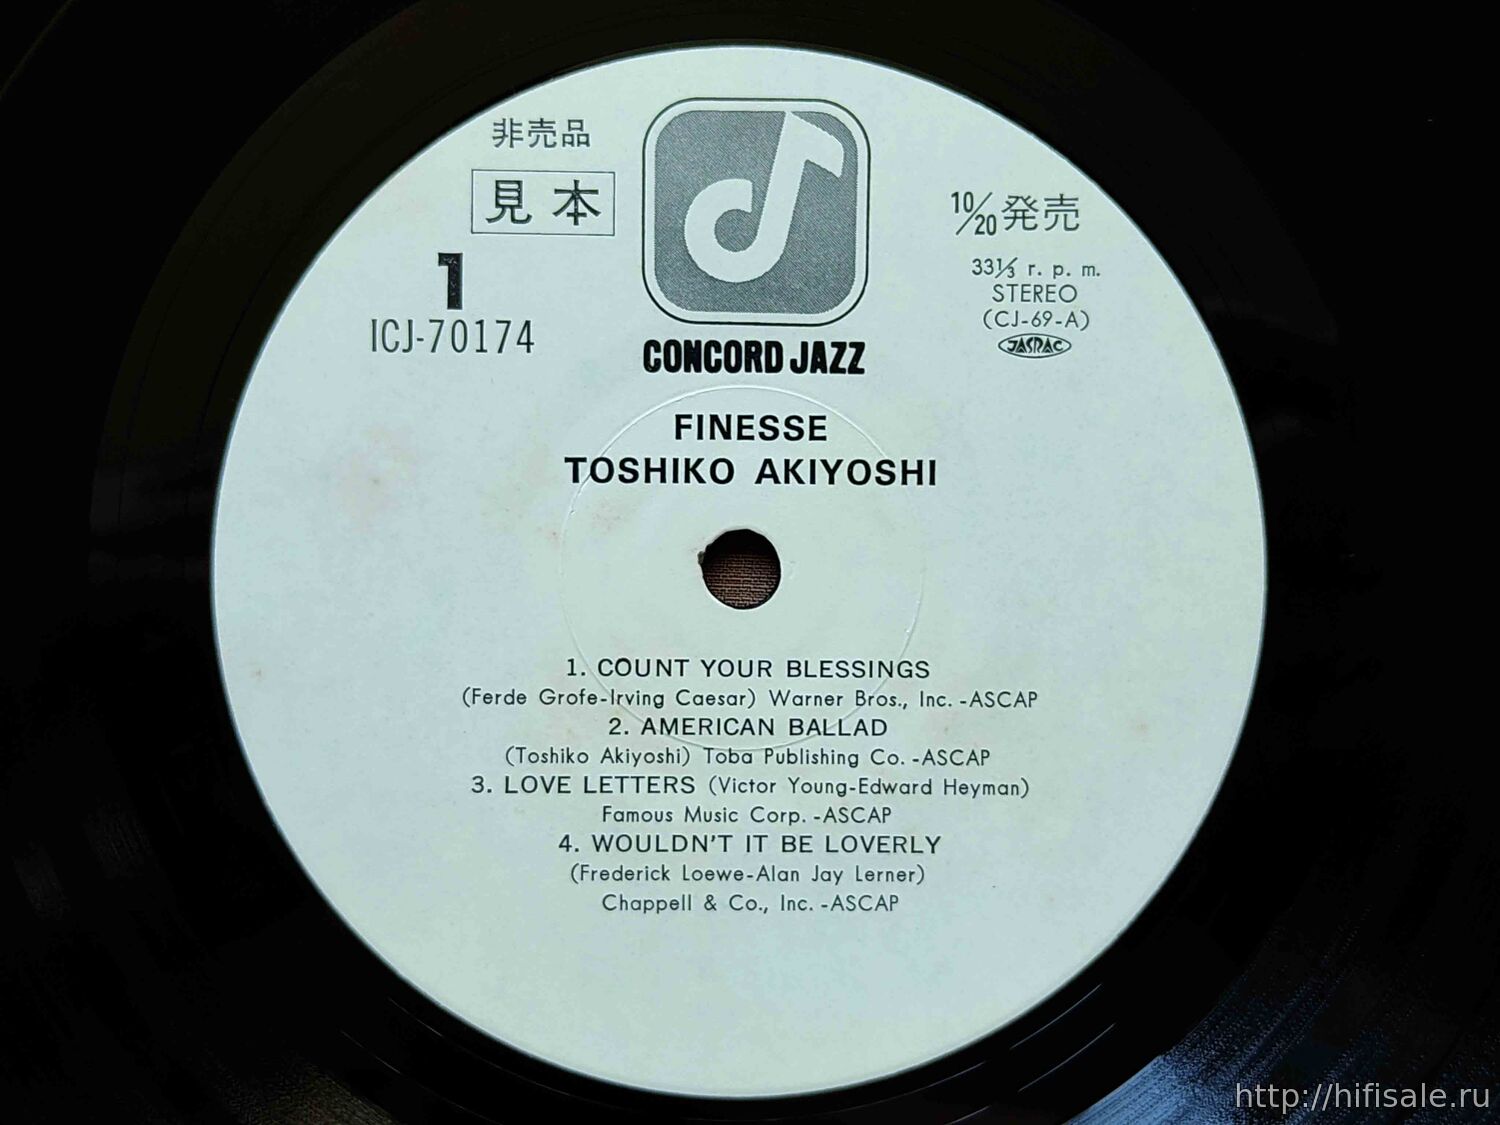 非売品
見本
1
ICJ-70174
10/20発売
33⅓ r. p. m.
STEREO
(CJ-69-A)
JASRAC
CONCORD JAZZ
FINESSE
TOSHIKO AKIYOSHI
1. COUNT YOUR BLESSINGS
(Ferde Grofe-Irving Caesar) Warner Bros., Inc. -ASCAP
2. AMERICAN BALLAD
(Toshiko Akiyoshi) Toba Publishing Co. -ASCAP
3. LOVE LETTERS (Victor Young-Edward Heyman)
Famous Music Corp. -ASCAP
4. WOULDN'T IT BE LOVERLY
(Frederick Loewe-Alan Jay Lerner)
Chappell & Co., Inc. -ASCAP
http://hifisale.ru